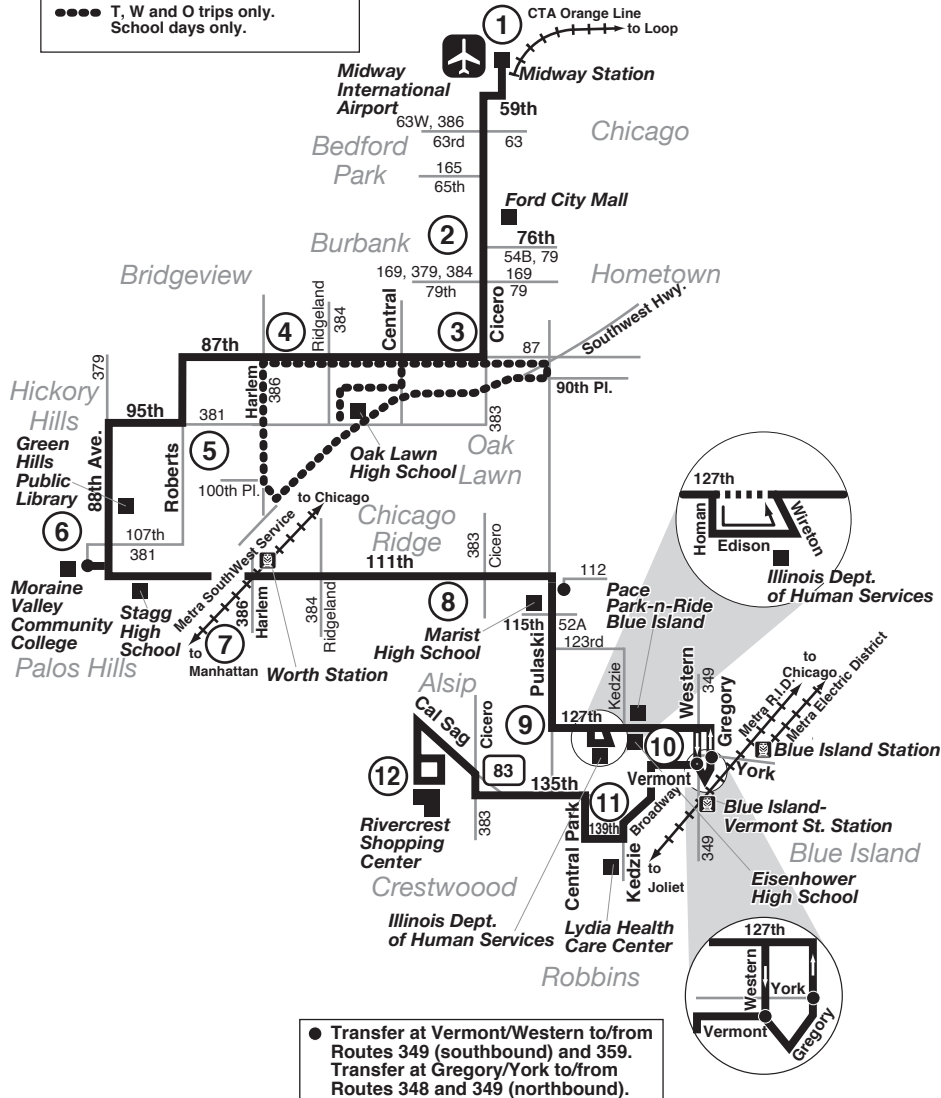 T, W and O trips only.
School days only.
1
CTA Orange Line
to Loop
Midway
International
Airport
Midway Station
59th
63W, 386
63rd
63
Chicago
Bedford
Park
165
65th
Ford City Mall
Burbank
2
76th
54B, 79
169, 379, 384
79th
169
79
Hometown
Bridgeview
Ridgeland
384
Central
Cicero
Southwest Hwy.
4
3
87th
87
90th Pl.
379
Harlem
386
Hickory
Hills
95th
381
383
Oak
Lawn
Green
Hills
Public
Library
88th Ave.
Roberts
5
Oak Lawn
High School
100th Pl.
to Chicago
127th
Homan
Edison
Wireton
Illinois Dept.
of Human Services
6
107th
381
Metra SouthWest Service
Chicago
Ridge
383
Cicero
111th
112
Moraine
Valley
Community
College
Stagg
High
School
386
Harlem
384
Ridgeland
7
to
Manhattan
Worth Station
8
Marist
High School
115th
52A
123rd
Pace
Park-n-Ride
Blue Island
Palos Hills
Pulaski
Kedzie
Western
349
Gregory
to
Chicago
Metra R.I.D.
Metra Electric District
Alsip
Cal Sag
Cicero
9
127th
10
Blue Island Station
York
12
83
135th
Vermont
11
Broadway
139th
Central Park
Kedzie
Blue Island-
Vermont St. Station
349
Rivercrest
Shopping
Center
383
to
Joliet
Blue Island
Crestwoood
Eisenhower
High School
Illinois Dept.
of Human Services
Lydia Health
Care Center
Robbins
127th
Western
York
Vermont
Gregory
Transfer at Vermont/Western to/from
Routes 349 (southbound) and 359.
Transfer at Gregory/York to/from
Routes 348 and 349 (northbound).